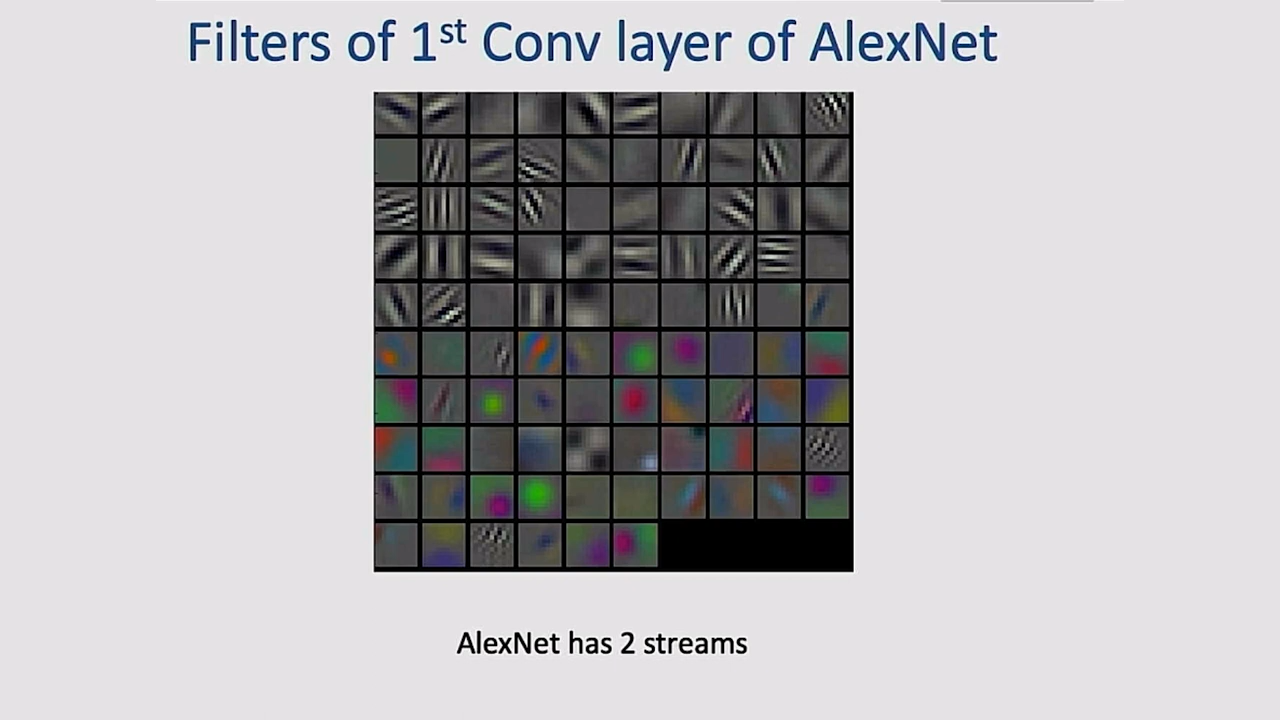 Filters of 1st Conv layer of AlexNet
AlexNet has 2 streams